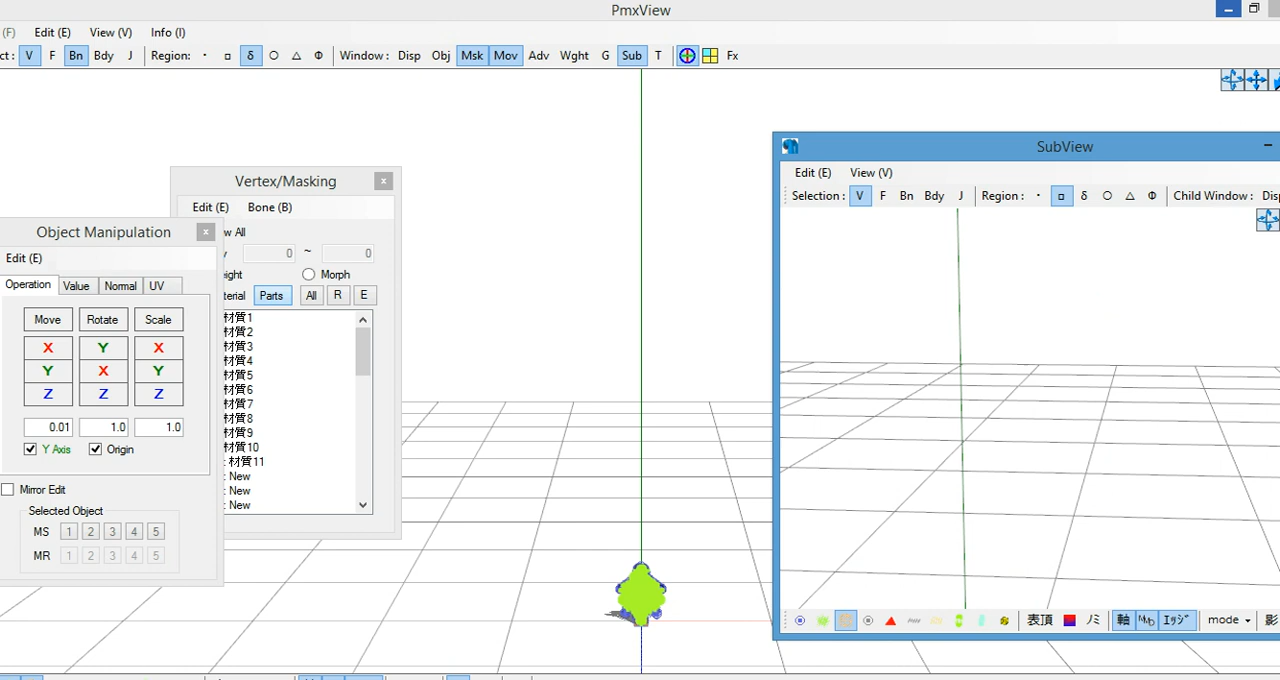 PmxView
(F) Edit (E) View (V) Info (I)
ct: V F Bn Bdy J Region: Window: Disp Obj Msk Mov Adv Wght G Sub T Fx
SubView
Edit (E) View (V)
Selection: V F Bn Bdy J Region: Child Window: Disp
Vertex/Masking
Edit (E) Bone (B)
w All
0 ~ 0
ight Morph
terial Parts All R E
材質1
材質2
材質3
材質4
材質5
材質6
材質7
材質8
材質9
材質10
: 材質11
: New
: New
: New
Object Manipulation
Edit (E)
Operation Value Normal UV
Move Rotate Scale
X Y X
Y X Y
Z Z Z
0.01 1.0 1.0
Y Axis Origin
Mirror Edit
Selected Object
MS 1 2 3 4 5
MR 1 2 3 4 5
表頂 軸 ｴｯｼﾞ mode 影